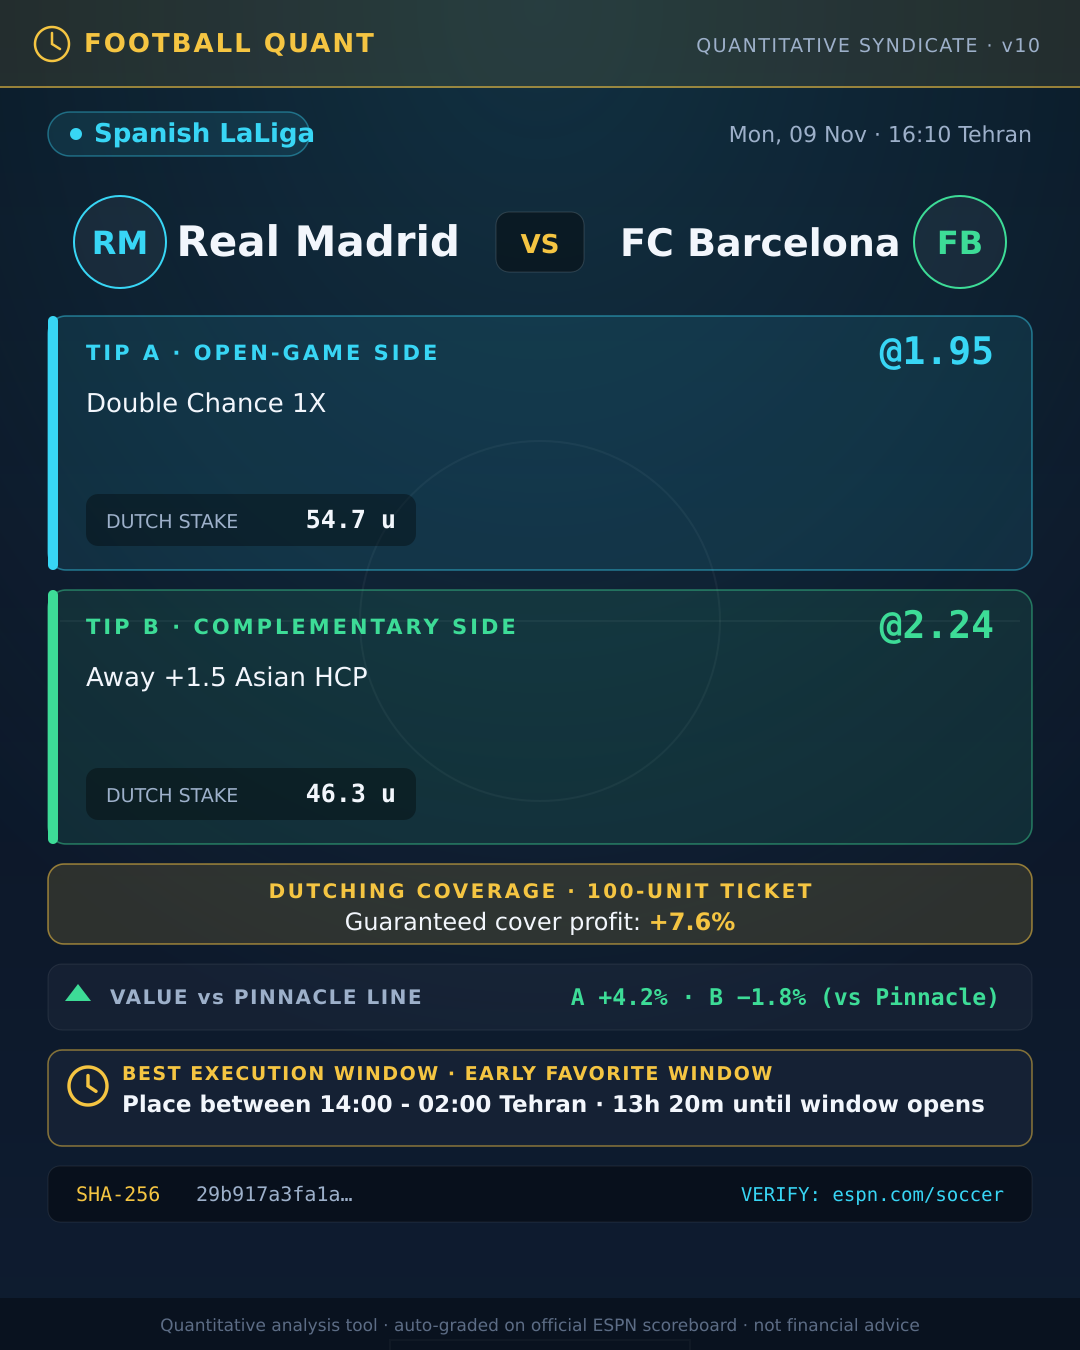 FOOTBALL QUANT
QUANTITATIVE SYNDICATE · v10
Spanish LaLiga
Mon, 09 Nov · 16:10 Tehran
RM Real Madrid VS FC Barcelona FB
TIP A · OPEN-GAME SIDE @1.95
Double Chance 1X
DUTCH STAKE 54.7 u
TIP B · COMPLEMENTARY SIDE @2.24
Away +1.5 Asian HCP
DUTCH STAKE 46.3 u
DUTCHING COVERAGE · 100-UNIT TICKET
Guaranteed cover profit: +7.6%
VALUE vs PINNACLE LINE A +4.2% · B −1.8% (vs Pinnacle)
BEST EXECUTION WINDOW · EARLY FAVORITE WINDOW
Place between 14:00 - 02:00 Tehran · 13h 20m until window opens
SHA-256 29b917a3fa1a… VERIFY: espn.com/soccer
Quantitative analysis tool · auto-graded on official ESPN scoreboard · not financial advice